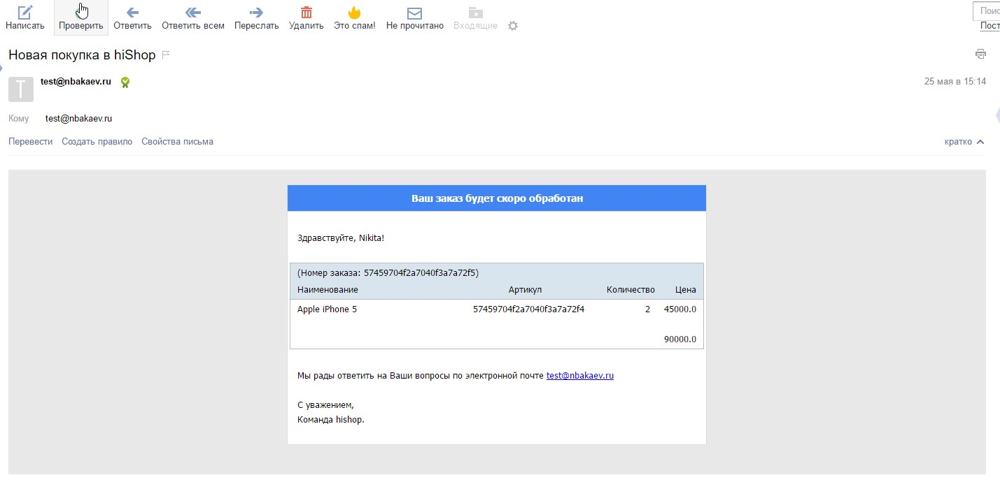 Написать Проверить Ответить Ответить всем Переслать Удалить Это спам! Не прочитано Входящие
Поис
Пост
Новая покупка в hiShop
T
test@nbakaev.ru
25 мая в 15:14
Кому test@nbakaev.ru
Перевести Создать правило Свойства письма кратко
Ваш заказ будет скоро обработан
Здравствуйте, Nikita!
(Номер заказа: 57459704f2a7040f3a7a72f5)
Наименование Артикул Количество Цена
Apple iPhone 5 57459704f2a7040f3a7a72f4 2 45000.0
90000.0
Мы рады ответить на Ваши вопросы по электронной почте test@nbakaev.ru
С уважением,
Команда hishop.